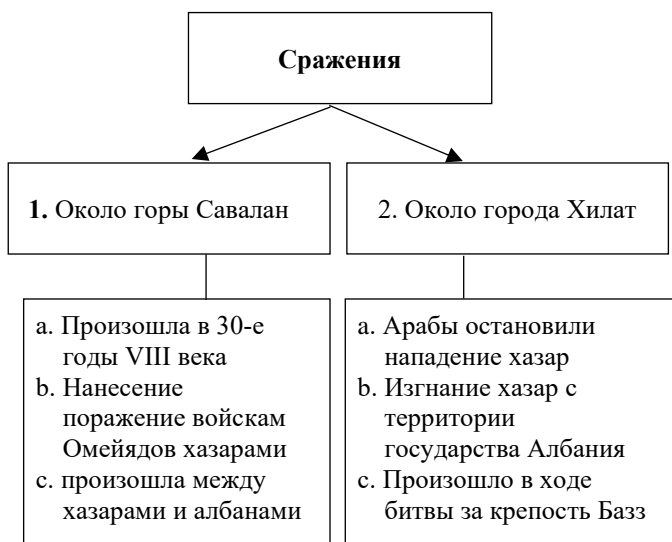 Сражения
1. Около горы Савалан
2. Около города Хилат
a. Произошла в 30-е
годы VIII века
b. Нанесение
поражение войскам
Омейядов хазарами
c. произошла между
хазарами и албанами
a. Арабы остановили
нападение хазар
b. Изгнание хазар с
территории
государства Албания
c. Произошло в ходе
битвы за крепость Базз